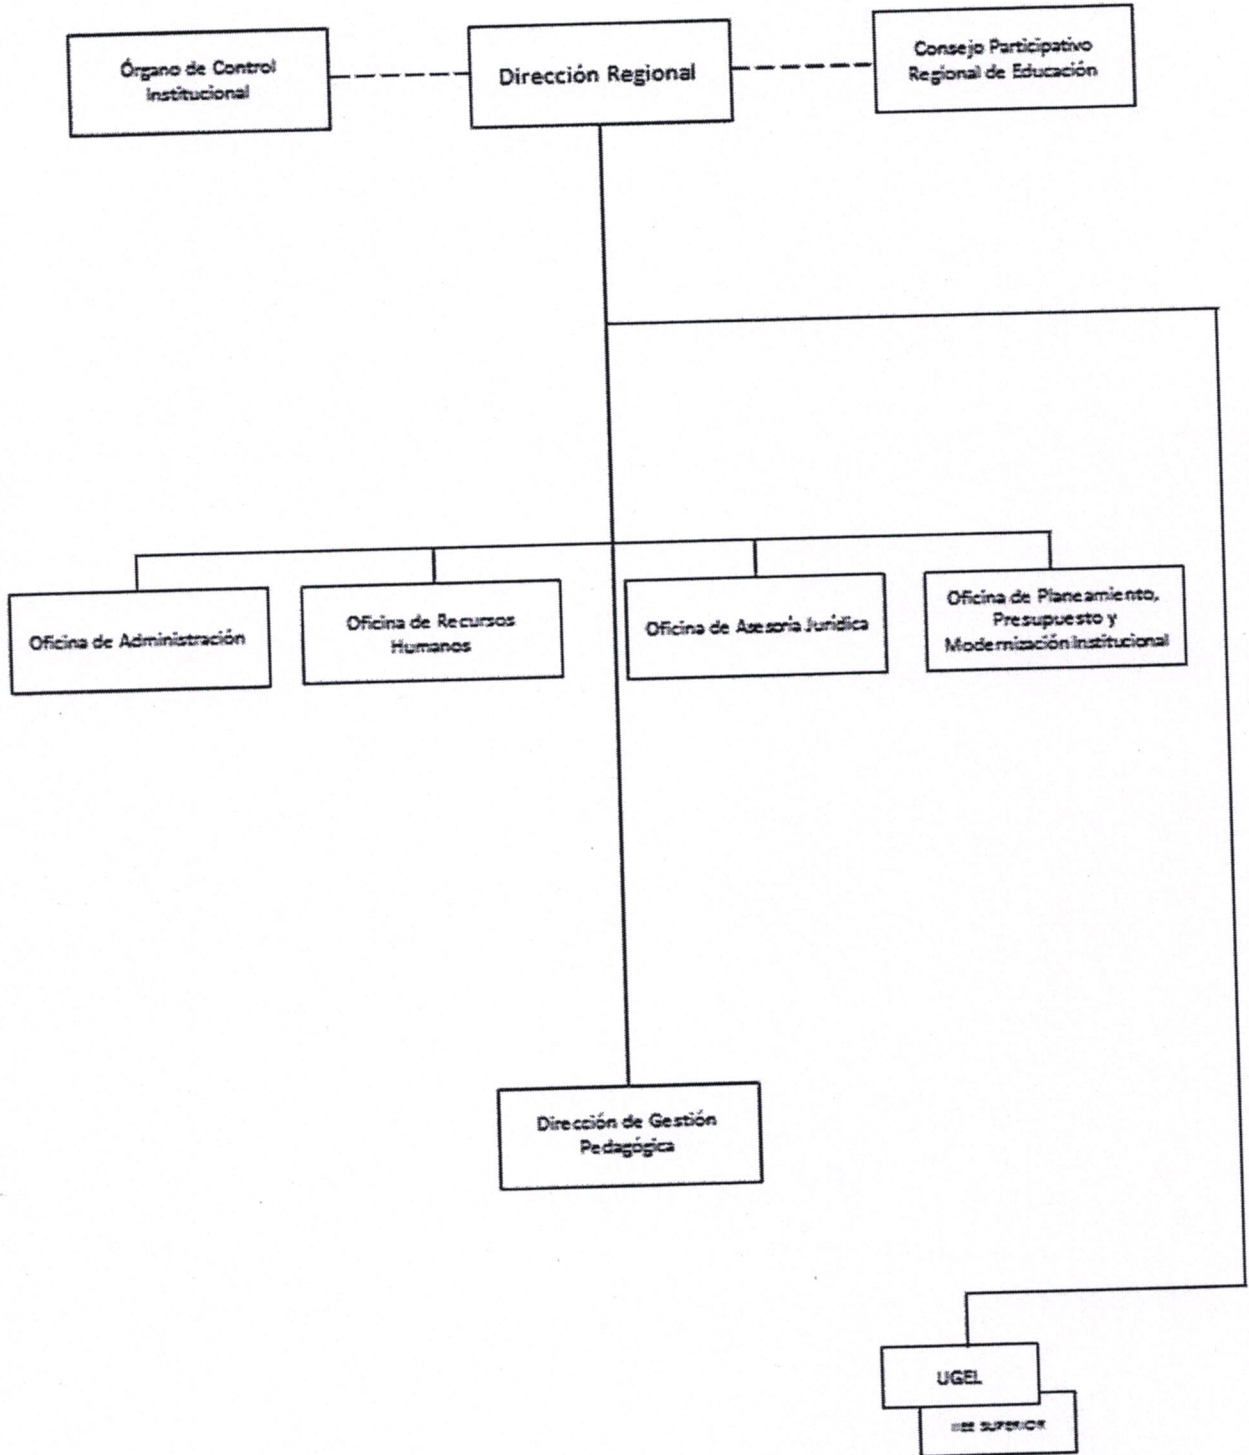 Órgano de Control
Institucional
Dirección Regional
Consejo Participativo
Regional de Educación
Oficina de Administración
Oficina de Recursos
Humanos
Oficina de Asesoría Jurídica
Oficina de Planeamiento,
Presupuesto y
Modernización Institucional
Dirección de Gestión
Pedagógica
UGEL
SUPERIOR